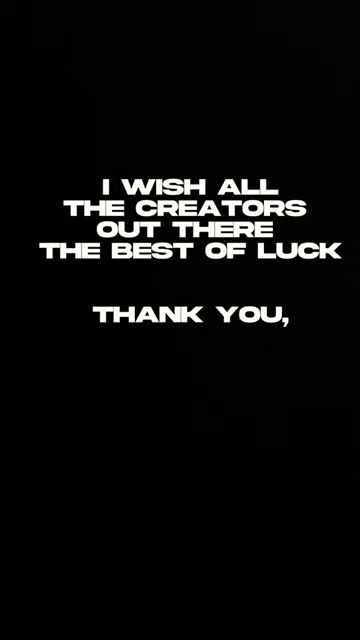 I WISH ALL
THE CREATORS
OUT THERE
THE BEST OF LUCK
THANK YOU,